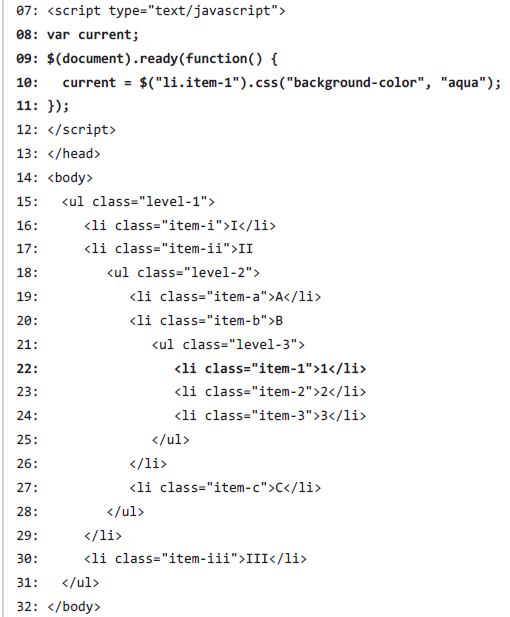 07: <script type="text/javascript">
08: var current;
09: $(document).ready(function() {
10:   current = $("li.item-1").css("background-color", "aqua");
11: });
12: </script>
13: </head>
14: <body>
15:   <ul class="level-1">
16:      <li class="item-i">I</li>
17:      <li class="item-ii">II
18:         <ul class="level-2">
19:            <li class="item-a">A</li>
20:            <li class="item-b">B
21:               <ul class="level-3">
22:                  <li class="item-1">1</li>
23:                  <li class="item-2">2</li>
24:                  <li class="item-3">3</li>
25:               </ul>
26:            </li>
27:            <li class="item-c">C</li>
28:         </ul>
29:      </li>
30:      <li class="item-iii">III</li>
31:   </ul>
32: </body>